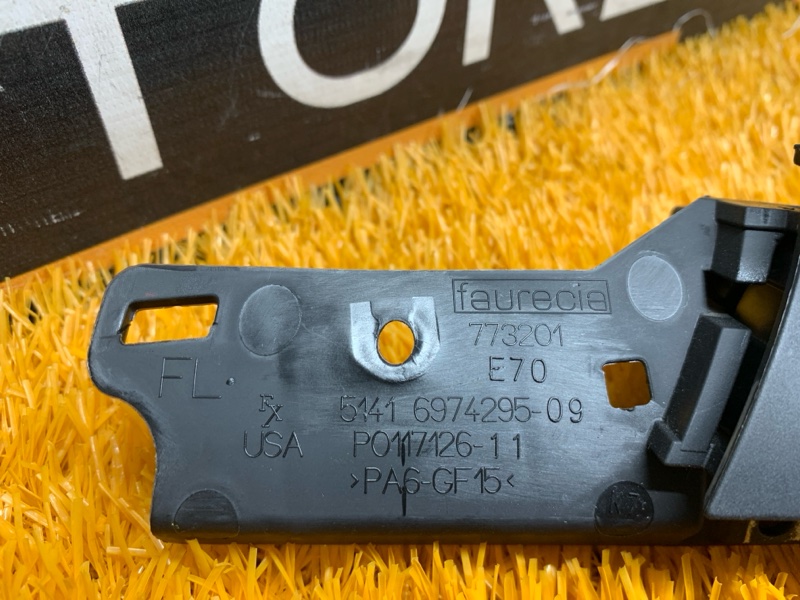 faurecia
773201
E70
FL.
5141 6974295-09
USA P0117126-11
>PA6-GF15<